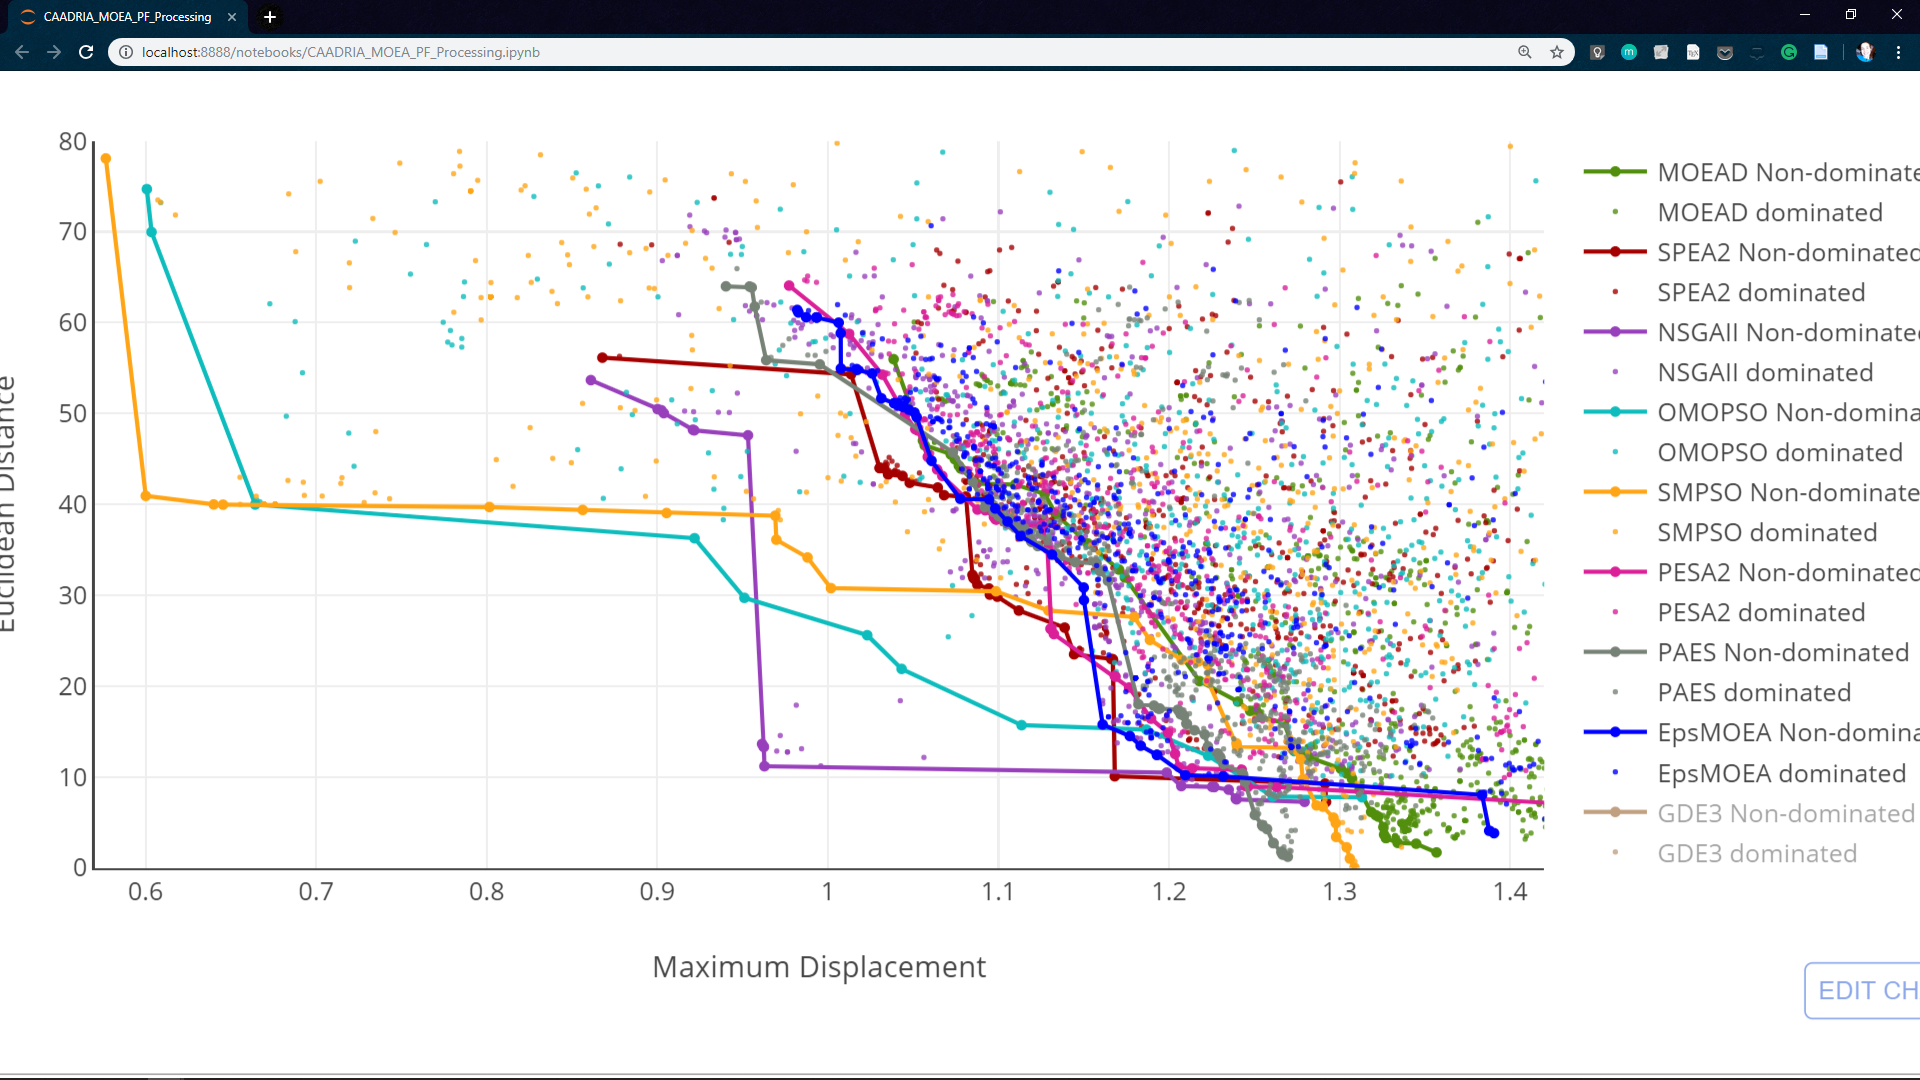 CAADRIA_MOEA_PF_Processing
localhost:8888/notebooks/CAADRIA_MOEA_PF_Processing.ipynb
80
70
60
50
40
30
20
10
0
Euclidean Distance
0.6
0.7
0.8
0.9
1
1.1
1.2
1.3
1.4
Maximum Displacement
MOEAD Non-dominate
MOEAD dominated
SPEA2 Non-dominated
SPEA2 dominated
NSGAII Non-dominated
NSGAII dominated
OMOPSO Non-domina
OMOPSO dominated
SMPSO Non-dominate
SMPSO dominated
PESA2 Non-dominated
PESA2 dominated
PAES Non-dominated
PAES dominated
EpsMOEA Non-domina
EpsMOEA dominated
GDE3 Non-dominated
GDE3 dominated
EDIT CH